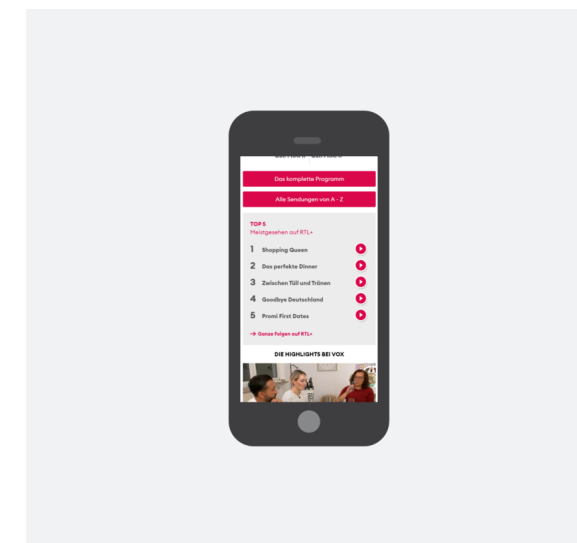 Das komplette Programm
Alle Sendungen von A - Z
TOP 5
Meistgesehen auf RTL+
1 Shopping Queen
2 Das perfekte Dinner
3 Zwischen Tüll und Tränen
4 Goodbye Deutschland
5 Promi First Dates
→ Ganze Folgen auf RTL+
DIE HIGHLIGHTS BEI VOX